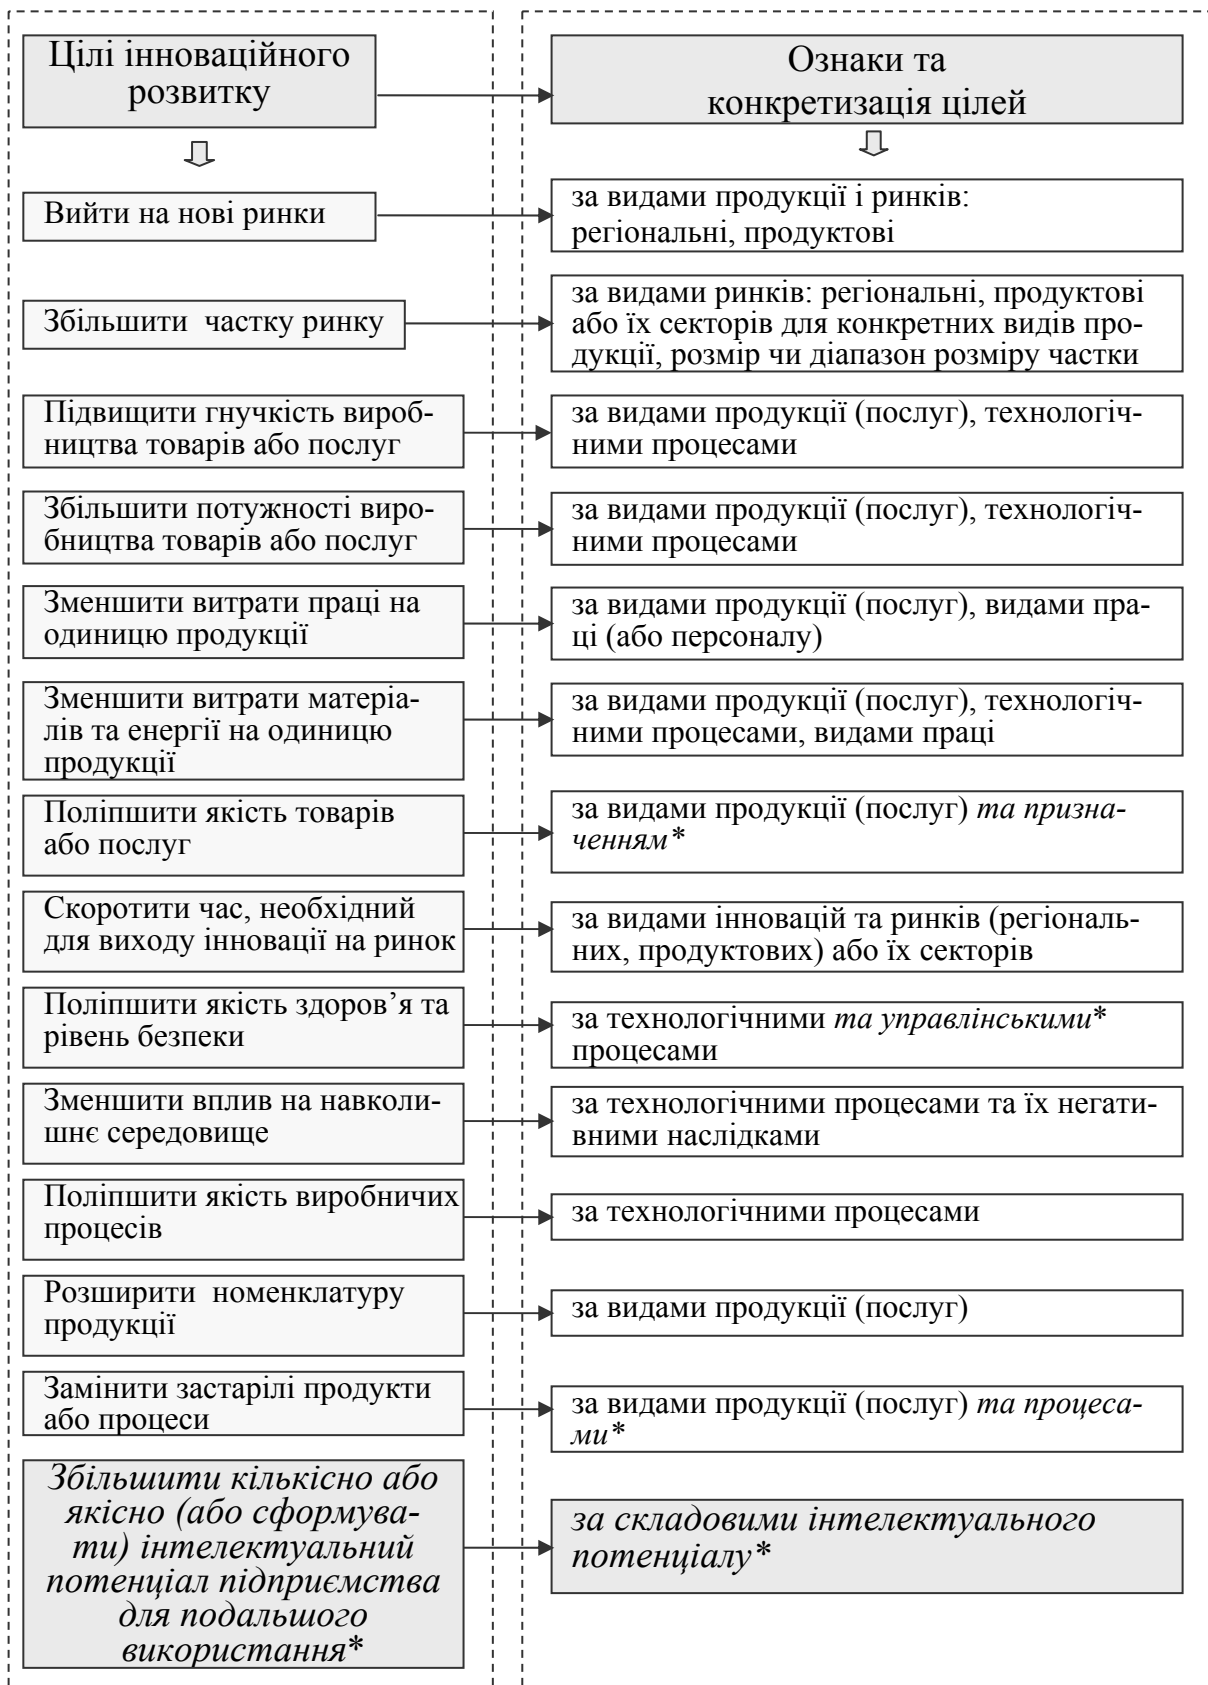 Цілі інноваційного
розвитку
Ознаки та
конкретизація цілей
Вийти на нові ринки
за видами продукції і ринків:
регіональні, продуктові
Збільшити  частку ринку
за видами ринків: регіональні, продуктові
або їх секторів для конкретних видів про-
дукції, розмір чи діапазон розміру частки
Підвищити гнучкість вироб-
ництва товарів або послуг
за видами продукції (послуг), технологіч-
ними процесами
Збільшити потужності виро-
бництва товарів або послуг
за видами продукції (послуг), технологіч-
ними процесами
Зменшити витрати праці на
одиницю продукції
за видами продукції (послуг), видами пра-
ці (або персоналу)
Зменшити витрати матеріа-
лів та енергії на одиницю
продукції
за видами продукції (послуг), технологіч-
ними процесами, видами праці
Поліпшити якість товарів
або послуг
за видами продукції (послуг) та призна-
ченням*
Скоротити час, необхідний
для виходу інновації на ринок
за видами інновацій та ринків (регіональ-
них, продуктових) або їх секторів
Поліпшити якість здоров’я та
рівень безпеки
за технологічними та управлінськими*
процесами
Зменшити вплив на навколи-
шнє середовище
за технологічними процесами та їх негати-
вними наслідками
Поліпшити якість виробничих
процесів
за технологічними процесами
Розширити  номенклатуру
продукції
за видами продукції (послуг)
Замінити застарілі продукти
або процеси
за видами продукції (послуг) та процеса-
ми*
Збільшити кількісно або
якісно (або сформува-
ти) інтелектуальний
потенціал підприємства
для подальшого
використання*
за складовими інтелектуального
потенціалу*